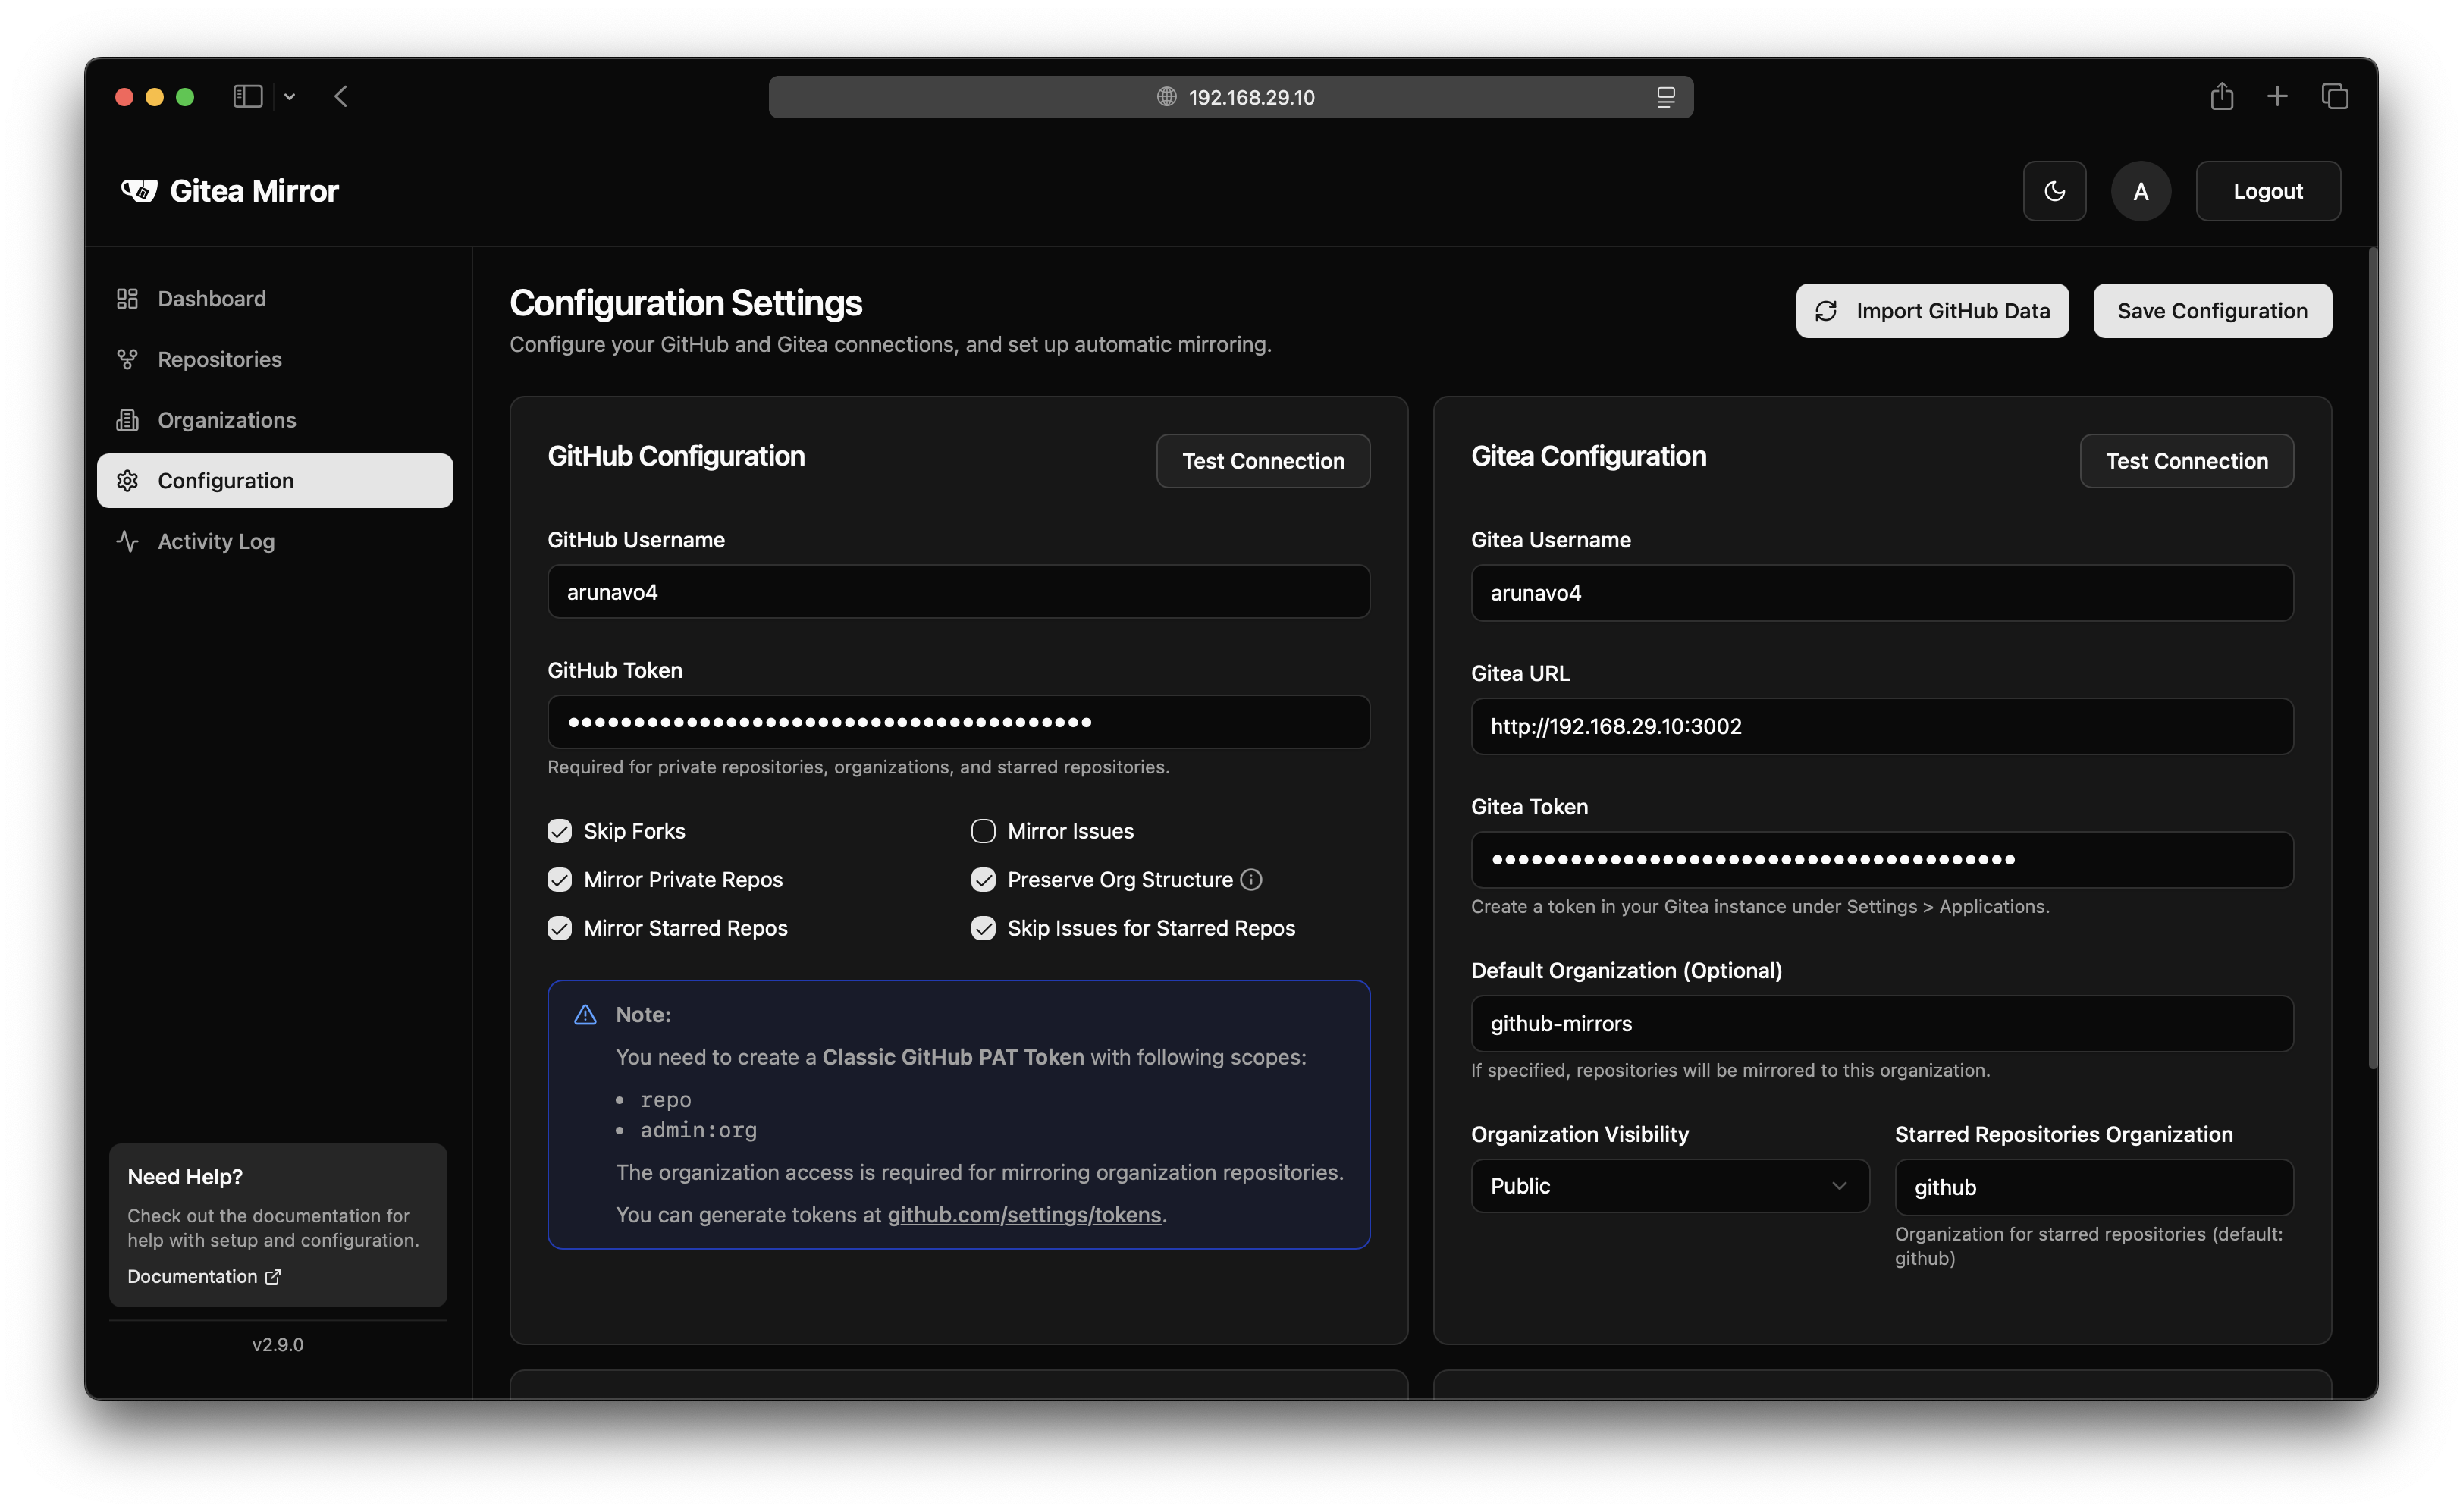 192.168.29.10
Gitea Mirror
A
Logout
Dashboard
Repositories
Organizations
Configuration
Activity Log
Need Help?
Check out the documentation for
help with setup and configuration.
Documentation
v2.9.0
Configuration Settings
Configure your GitHub and Gitea connections, and set up automatic mirroring.
Import GitHub Data
Save Configuration
GitHub Configuration
Test Connection
GitHub Username
arunavo4
GitHub Token
••••••••••••••••••••••••••••••••••••••••
Required for private repositories, organizations, and starred repositories.
Skip Forks
Mirror Issues
Mirror Private Repos
Preserve Org Structure
Mirror Starred Repos
Skip Issues for Starred Repos
Note:
You need to create a Classic GitHub PAT Token with following scopes:
• repo
• admin:org
The organization access is required for mirroring organization repositories.
You can generate tokens at github.com/settings/tokens.
Gitea Configuration
Test Connection
Gitea Username
arunavo4
Gitea URL
http://192.168.29.10:3002
Gitea Token
••••••••••••••••••••••••••••••••••••••••
Create a token in your Gitea instance under Settings > Applications.
Default Organization (Optional)
github-mirrors
If specified, repositories will be mirrored to this organization.
Organization Visibility
Public
Starred Repositories Organization
github
Organization for starred repositories (default:
github)